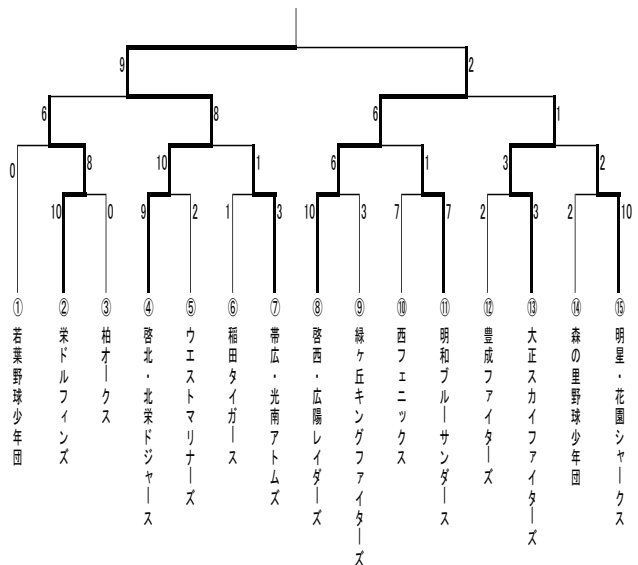 9 2
6 8 6 1
0 8 10 1 6 1 3 2
10 0 9 2 1 3 10 3 7 7 2 3 2 10
① 若葉野球少年団
② 栄ドルフィンズ
③ 柏オークス
④ 啓北・北栄ドジャース
⑤ ウエストマリナーズ
⑥ 稲田タイガース
⑦ 帯広・光南アトムズ
⑧ 啓西・広陽レイダーズ
⑨ 緑ヶ丘キングファイターズ
⑩ 西フェニックス
⑪ 明和ブルーサンダース
⑫ 豊成ファイターズ
⑬ 大正スカイファイターズ
⑭ 森の里野球少年団
⑮ 明星・花園シャークス